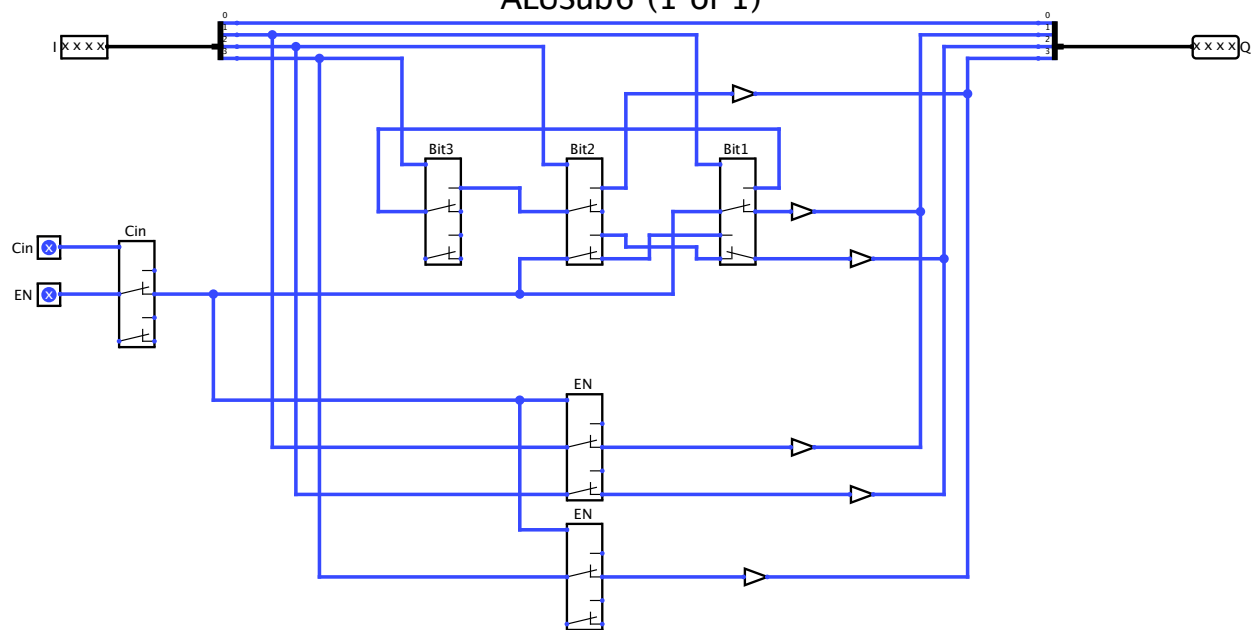 ALUSub6 (1 of 1)
0
1
2
3
0
1
2
3
I x x x x
x x x x Q
Bit3
Bit2
Bit1
Cin
Cin x
EN x
EN
EN